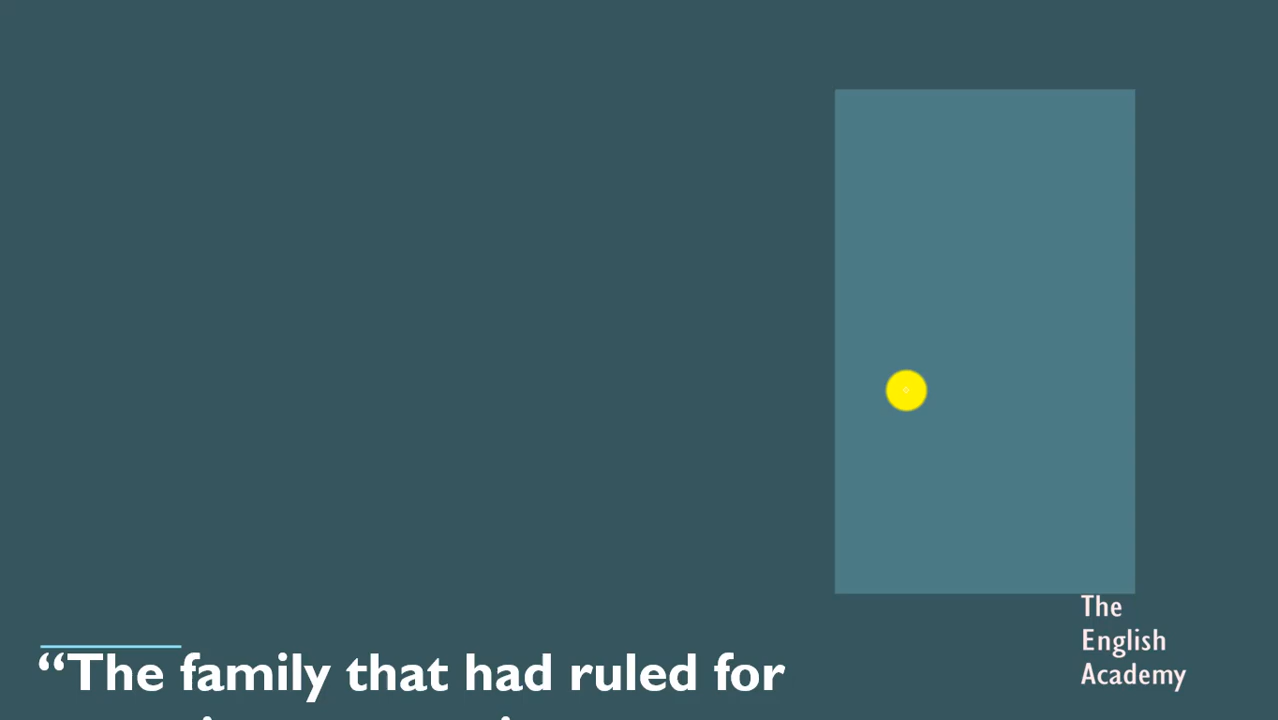 “The family that had ruled for
The
English
Academy